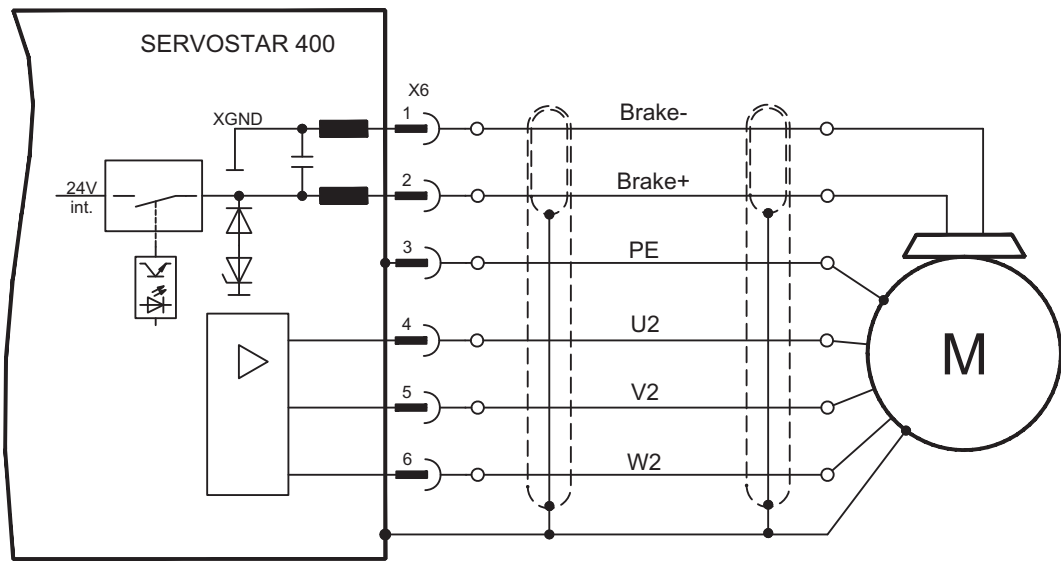 SERVOSTAR 400
X6
1
Brake-
XGND
24V
int.
2
Brake+
3
PE
4
U2
M
5
V2
6
W2